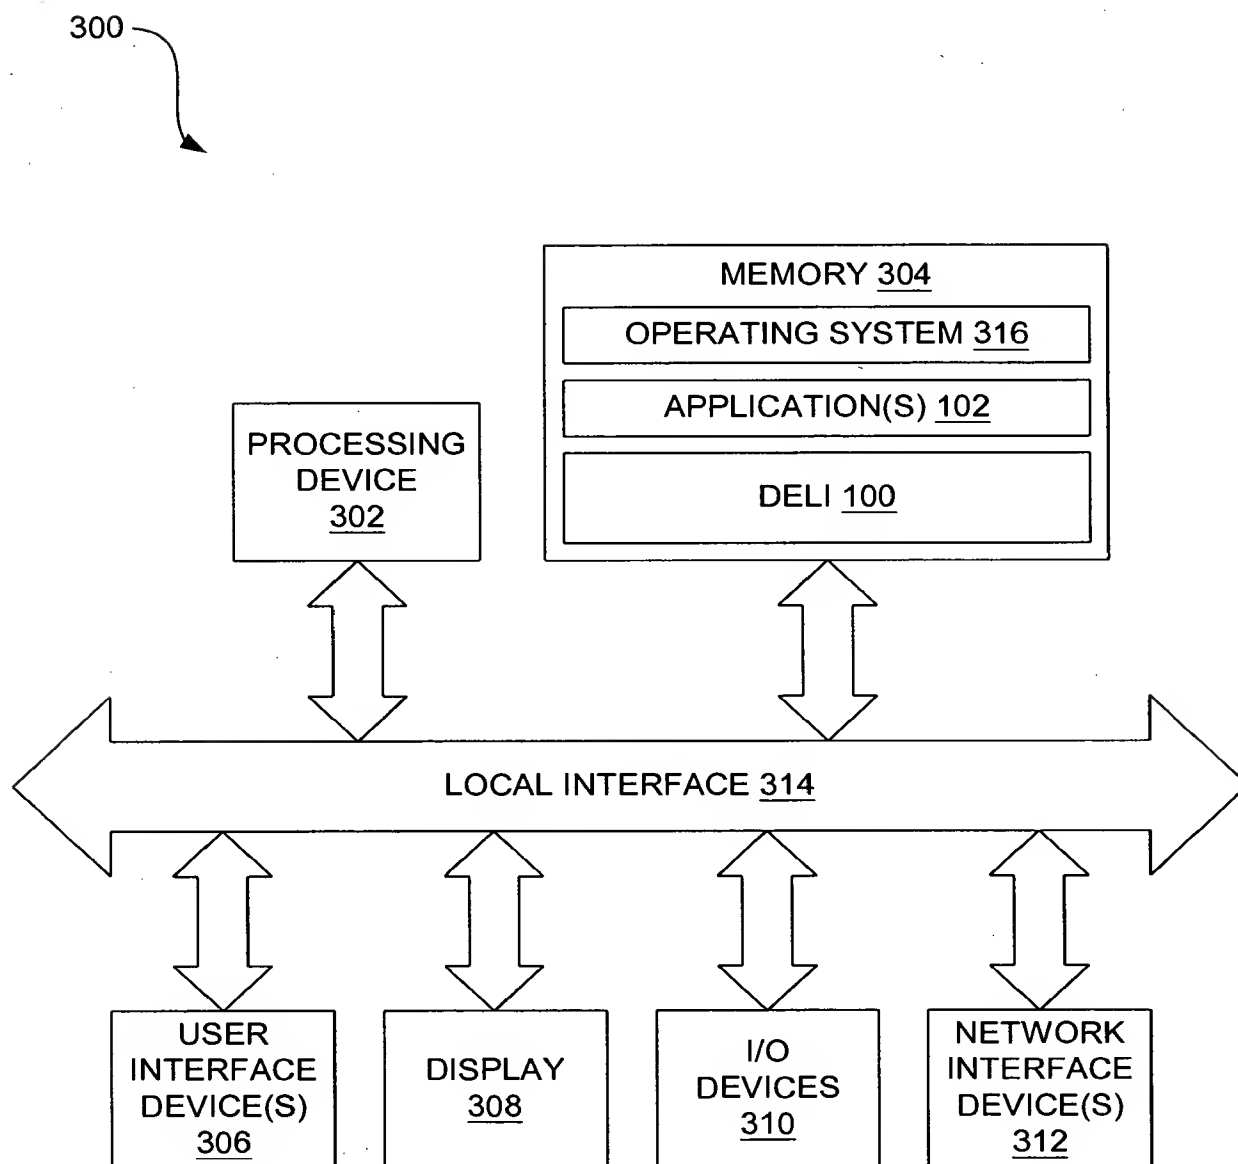 300
MEMORY 304
OPERATING SYSTEM 316
APPLICATION(S) 102
DELI 100
PROCESSING
DEVICE
302
LOCAL INTERFACE 314
USER
INTERFACE
DEVICE(S)
306
DISPLAY
308
I/O
DEVICES
310
NETWORK
INTERFACE
DEVICE(S)
312